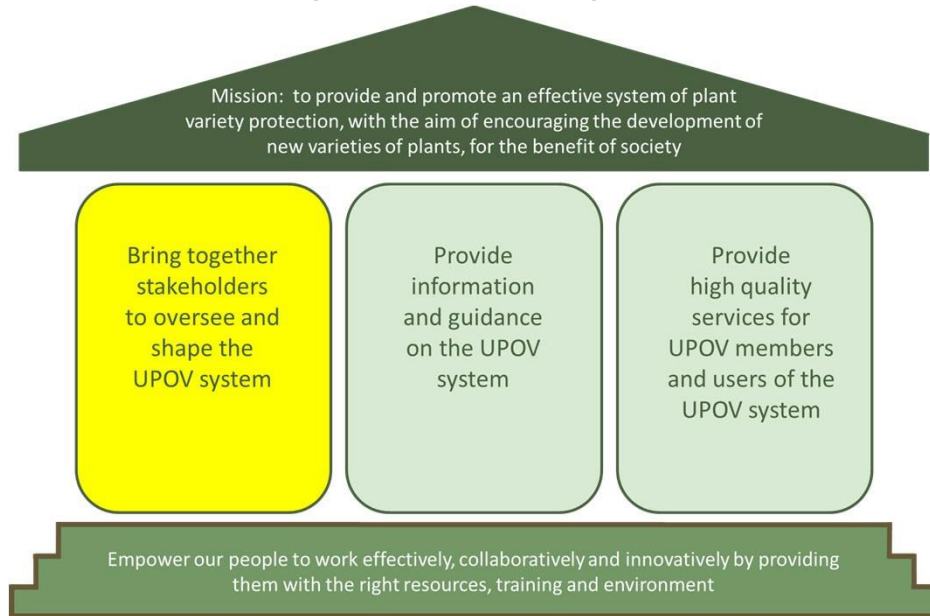 Mission: to provide and promote an effective system of plant
variety protection, with the aim of encouraging the development of
new varieties of plants, for the benefit of society
Bring together
stakeholders
to oversee and
shape the
UPOV system
Provide
information
and guidance
on the UPOV
system
Provide
high quality
services for
UPOV members
and users of the
UPOV system
Empower our people to work effectively, collaboratively and innovatively by providing
them with the right resources, training and environment